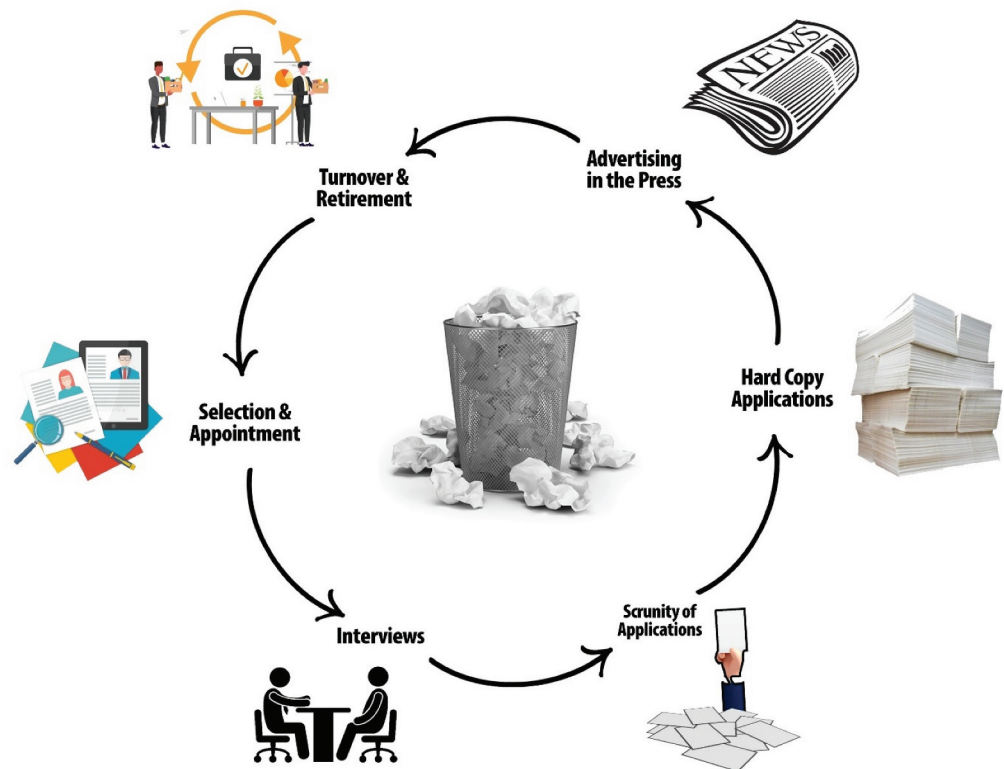 NEWS
Advertising
in the Press
Turnover &
Retirement
Selection &
Appointment
Hard Copy
Applications
Interviews
Scrunity of
Applications